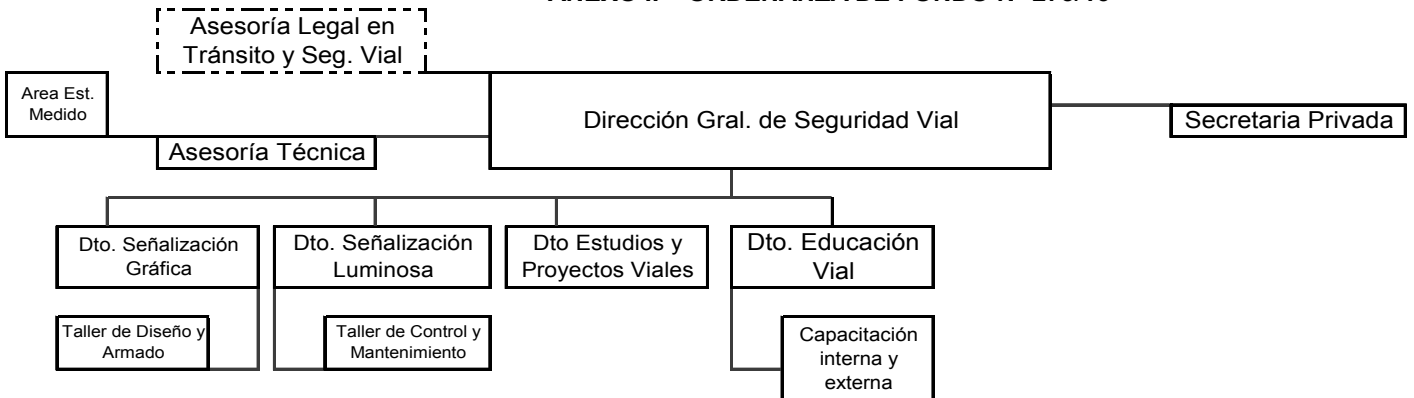 Asesoría Legal en
Tránsito y Seg. Vial
Area Est.
Medido
Dirección Gral. de Seguridad Vial
Secretaria Privada
Asesoría Técnica
Dto. Señalización
Gráfica
Dto. Señalización
Luminosa
Dto Estudios y
Proyectos Viales
Dto. Educación
Vial
Taller de Diseño y
Armado
Taller de Control y
Mantenimiento
Capacitación
interna y
externa